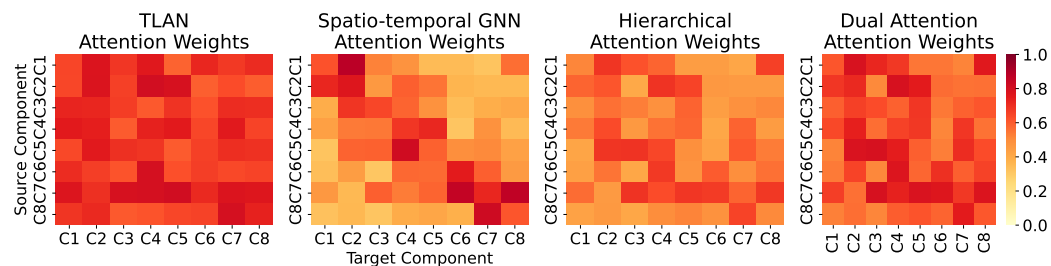 TLAN
Attention Weights
Spatio-temporal GNN
Attention Weights
Hierarchical
Attention Weights
Dual Attention
Attention Weights
Source Component
C8C7C6C5C4C3C2C1
C8C7C6C5C4C3C2C1
C8C7C6C5C4C3C2C1
C8C7C6C5C4C3C2C1
1.0
0.8
0.6
0.4
0.2
0.0
C1 C2 C3 C4 C5 C6 C7 C8
C1 C2 C3 C4 C5 C6 C7 C8
C1 C2 C3 C4 C5 C6 C7 C8
C1 C2 C3 C4 C5 C6 C7 C8
Target Component